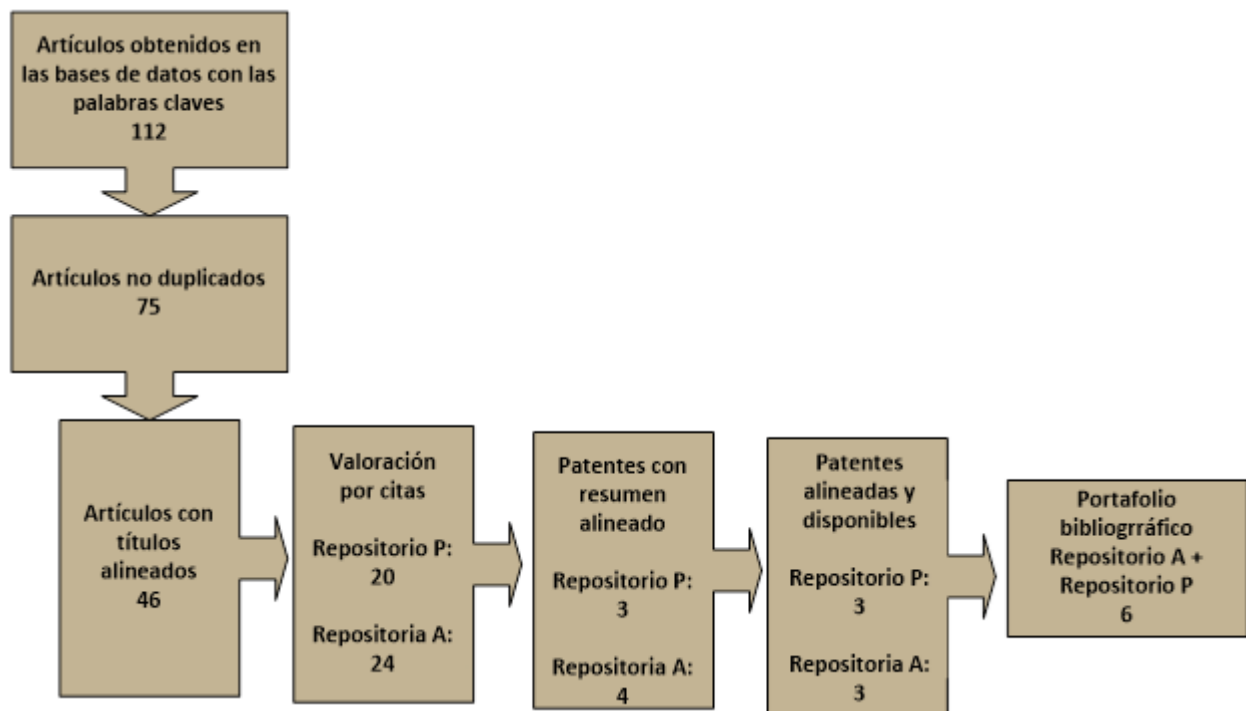 Artículos obtenidos en
las bases de datos con las
palabras claves
112
Artículos no duplicados
75
Artículos con
títulos
alineados
46
Valoración
por citas
Repositorio P:
20
Repositoria A:
24
Patentes con
resumen
alineado
Repositorio P:
3
Repositoria A:
4
Patentes
alineadas y
disponibles
Repositorio P:
3
Repositoria A:
3
Portafolio
bibliogrráfico
Repositorio A +
Repositorio P
6